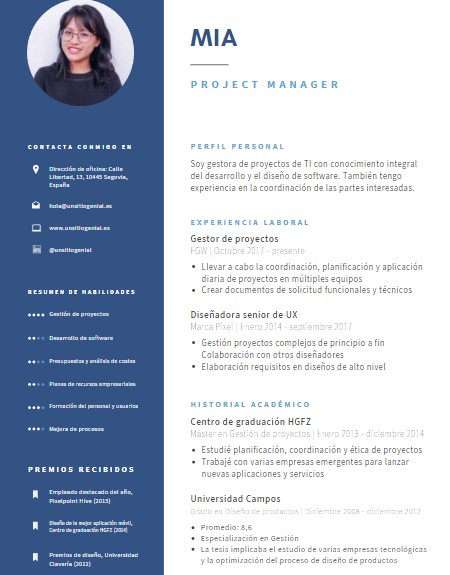 MIA
PROJECT MANAGER
CONTACTA CONMIGO EN
Dirección de oficina: Calle
Libertad, 13, 10445 Segovia,
España
hola@unsitiogenial.es
www.unsitiogenial.es
@unsitiogenial
RESUMEN DE HABILIDADES
Gestión de proyectos
Desarrollo de software
Presupuestos y análisis de costes
Planes de recursos empresariales
Formación del personal y usuarios
Mejora de procesos
PREMIOS RECIBIDOS
Empleado destacado del año,
Pixelpoint Hive (2015)
Diseño de la mejor aplicación móvil,
Centro de graduación HGFZ (2014)
Premios de diseño, Universidad
Claveria (2013)
PERFIL PERSONAL
Soy gestora de proyectos de TI con conocimiento integral
del desarrollo y el diseño de software. También tengo
experiencia en la coordinación de las partes interesadas.
EXPERIENCIA LABORAL
Gestor de proyectos
FGW | Octubre 2017 - presente
• Llevar a cabo la coordinación, planificación y aplicación
diaria de proyectos en múltiples equipos
• Crear documentos de solicitud funcionales y técnicos
Diseñadora senior de UX
Marca Pixel | Enero 2014 - septiembre 2017
• Gestión proyectos complejos de principio a fin
Colaboración con otros diseñadores
• Elaboración requisitos en diseños de alto nivel
HISTORIAL ACADÉMICO
Centro de graduación HGFZ
Máster en Gestión de proyectos | Enero 2013 - diciembre 2014
• Estudié planificación, coordinación y ética de proyectos
• Trabajé con varias empresas emergentes para lanzar
nuevas aplicaciones y servicios
Universidad Campos
Grado en Diseño de productos | Diciembre 2008 - diciembre 2012
• Promedio: 8,6
• Especialización en Gestión
• La tesis implicaba el estudio de varias empresas tecnológicas
y la optimización del proceso de diseño de productos